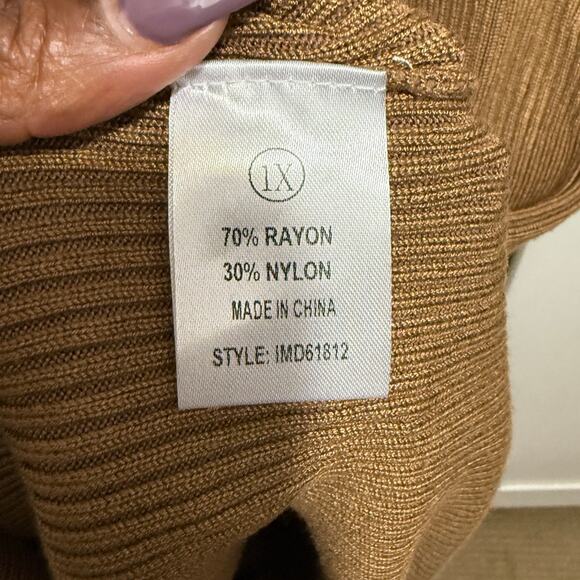 1X
70% RAYON
30% NYLON
MADE IN CHINA
STYLE: IMD61812